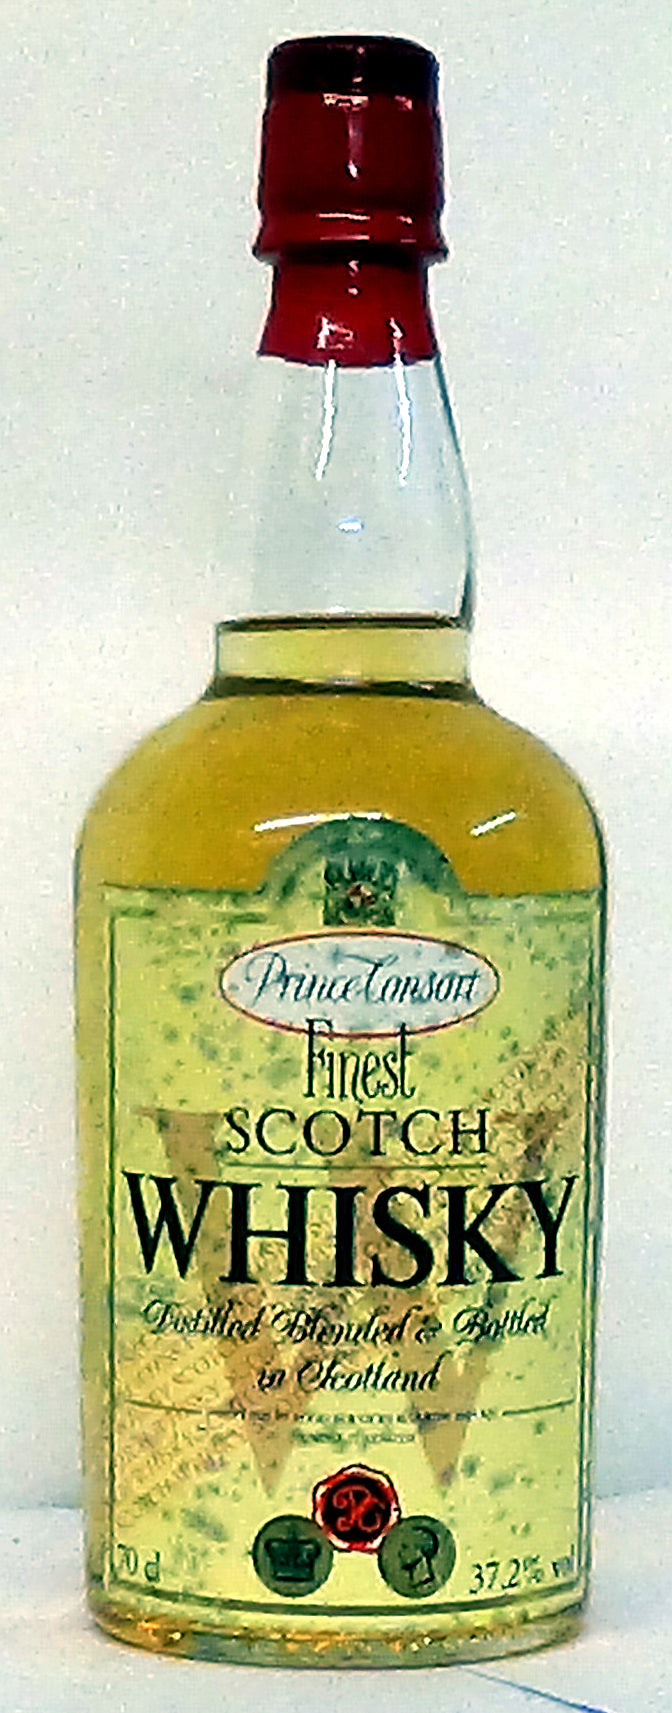 Prince Consort
Finest
SCOTCH
WHISKY
Distilled Blended & Bottled
in Scotland
70 cl
37.2% vol